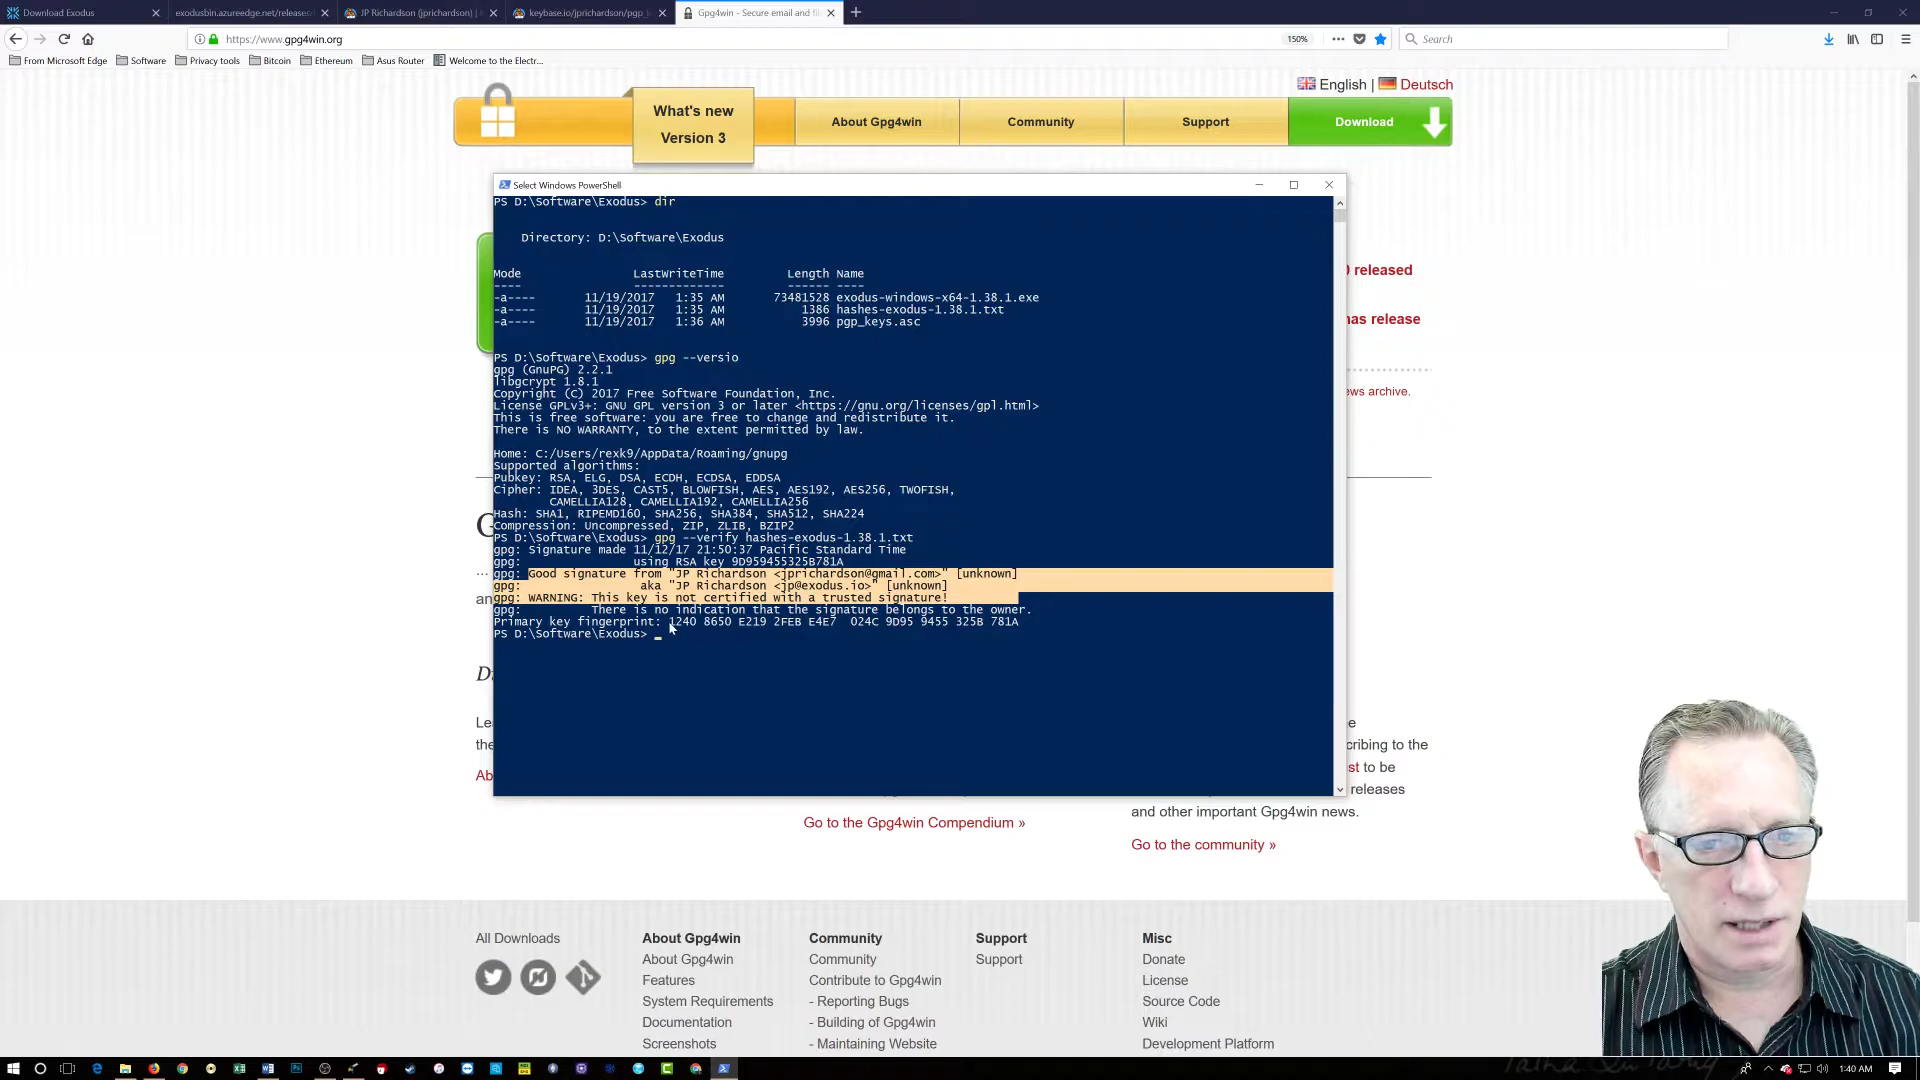 Download Exodus
exodusbin.azureedge.net/release
JP Richardson (jprichardson) |
keybase.io/jprichardson/pgp_
Gpg4win - Secure email and fi
https://www.gpg4win.org
150%
Search
From Microsoft Edge
Software
Privacy tools
Bitcoin
Ethereum
Asus Router
Welcome to the Electr...
English | Deutsch
What's new
Version 3
About Gpg4win
Community
Support
Download
Select Windows PowerShell
PS D:\Software\Exodus> dir
Directory: D:\Software\Exodus
Mode LastWriteTime Length Name
---- ------------- ------ ----
-a---- 11/19/2017 1:35 AM 73481528 exodus-windows-x64-1.38.1.exe
-a---- 11/19/2017 1:35 AM 1386 hashes-exodus-1.38.1.txt
-a---- 11/19/2017 1:36 AM 3996 pgp_keys.asc
PS D:\Software\Exodus> gpg --versio
gpg (GnuPG) 2.2.1
libgcrypt 1.8.1
Copyright (C) 2017 Free Software Foundation, Inc.
License GPLv3+: GNU GPL version 3 or later <https://gnu.org/licenses/gpl.html>
This is free software: you are free to change and redistribute it.
There is NO WARRANTY, to the extent permitted by law.
Home: C:/Users/rexk9/AppData/Roaming/gnupg
Supported algorithms:
Pubkey: RSA, ELG, DSA, ECDH, ECDSA, EDDSA
Cipher: IDEA, 3DES, CAST5, BLOWFISH, AES, AES192, AES256, TWOFISH,
CAMELLIA128, CAMELLIA192, CAMELLIA256
Hash: SHA1, RIPEMD160, SHA256, SHA384, SHA512, SHA224
Compression: Uncompressed, ZIP, ZLIB, BZIP2
PS D:\Software\Exodus> gpg --verify hashes-exodus-1.38.1.txt
gpg: Signature made 11/12/17 21:50:37 Pacific Standard Time
gpg: using RSA key 9D959455325B781A
gpg: Good signature from "JP Richardson <jprichardson@gmail.com>" [unknown]
gpg: aka "JP Richardson <jp@exodus.io>" [unknown]
gpg: WARNING: This key is not certified with a trusted signature!
gpg: There is no indication that the signature belongs to the owner.
Primary key fingerprint: 1240 8650 E219 2FEB E4E7 024C 9D95 9455 325B 781A
PS D:\Software\Exodus>
0 released
has release
ews archive.
G
...
an
Di
Lea
the
Ab
e
cribing to the
st to be
releases
and other important Gpg4win news.
Go to the Gpg4win Compendium »
Go to the community »
All Downloads
About Gpg4win
Features
System Requirements
Documentation
Screenshots
Community
Community
Contribute to Gpg4win
- Reporting Bugs
- Building of Gpg4win
- Maintaining Website
Support
Support
Misc
Donate
License
Source Code
Wiki
Development Platform
1:40 AM